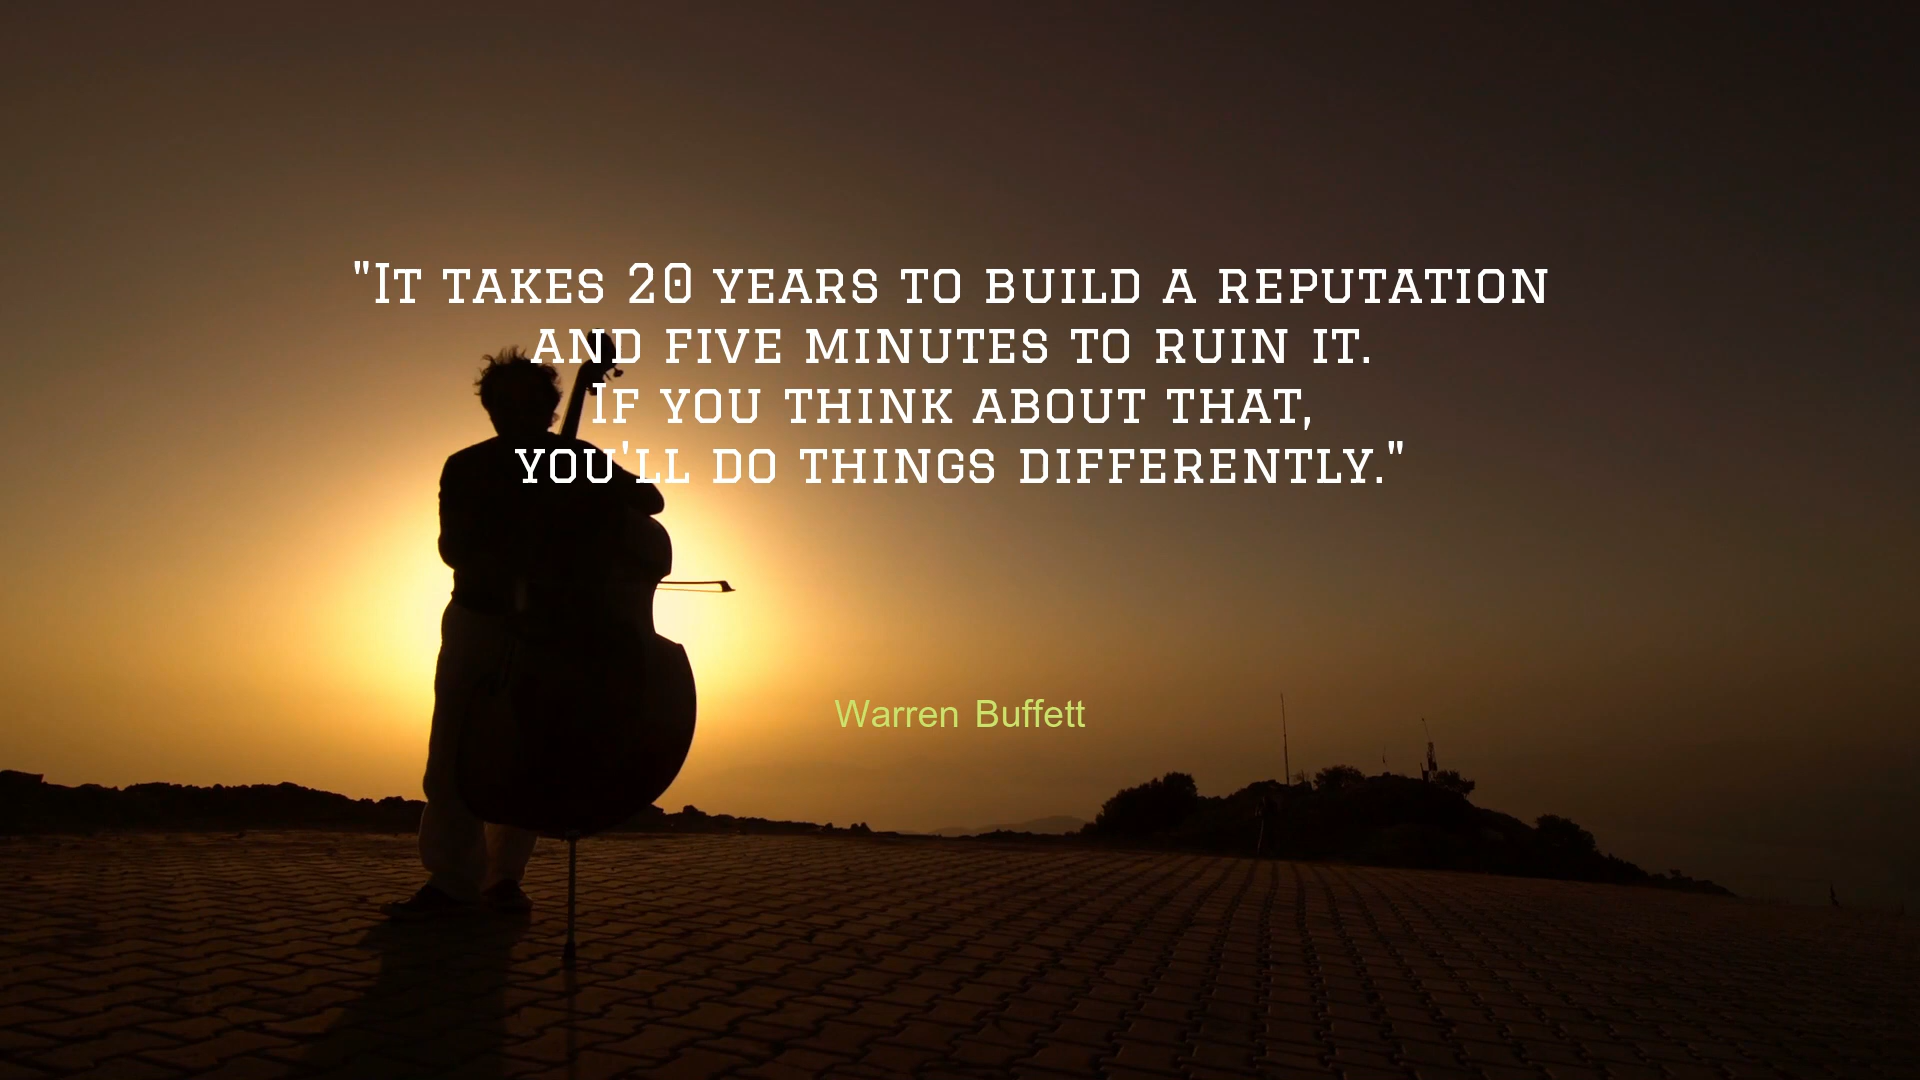 "It takes 20 years to build a reputation
and five minutes to ruin it.
If you think about that,
you'll do things differently."
Warren Buffett